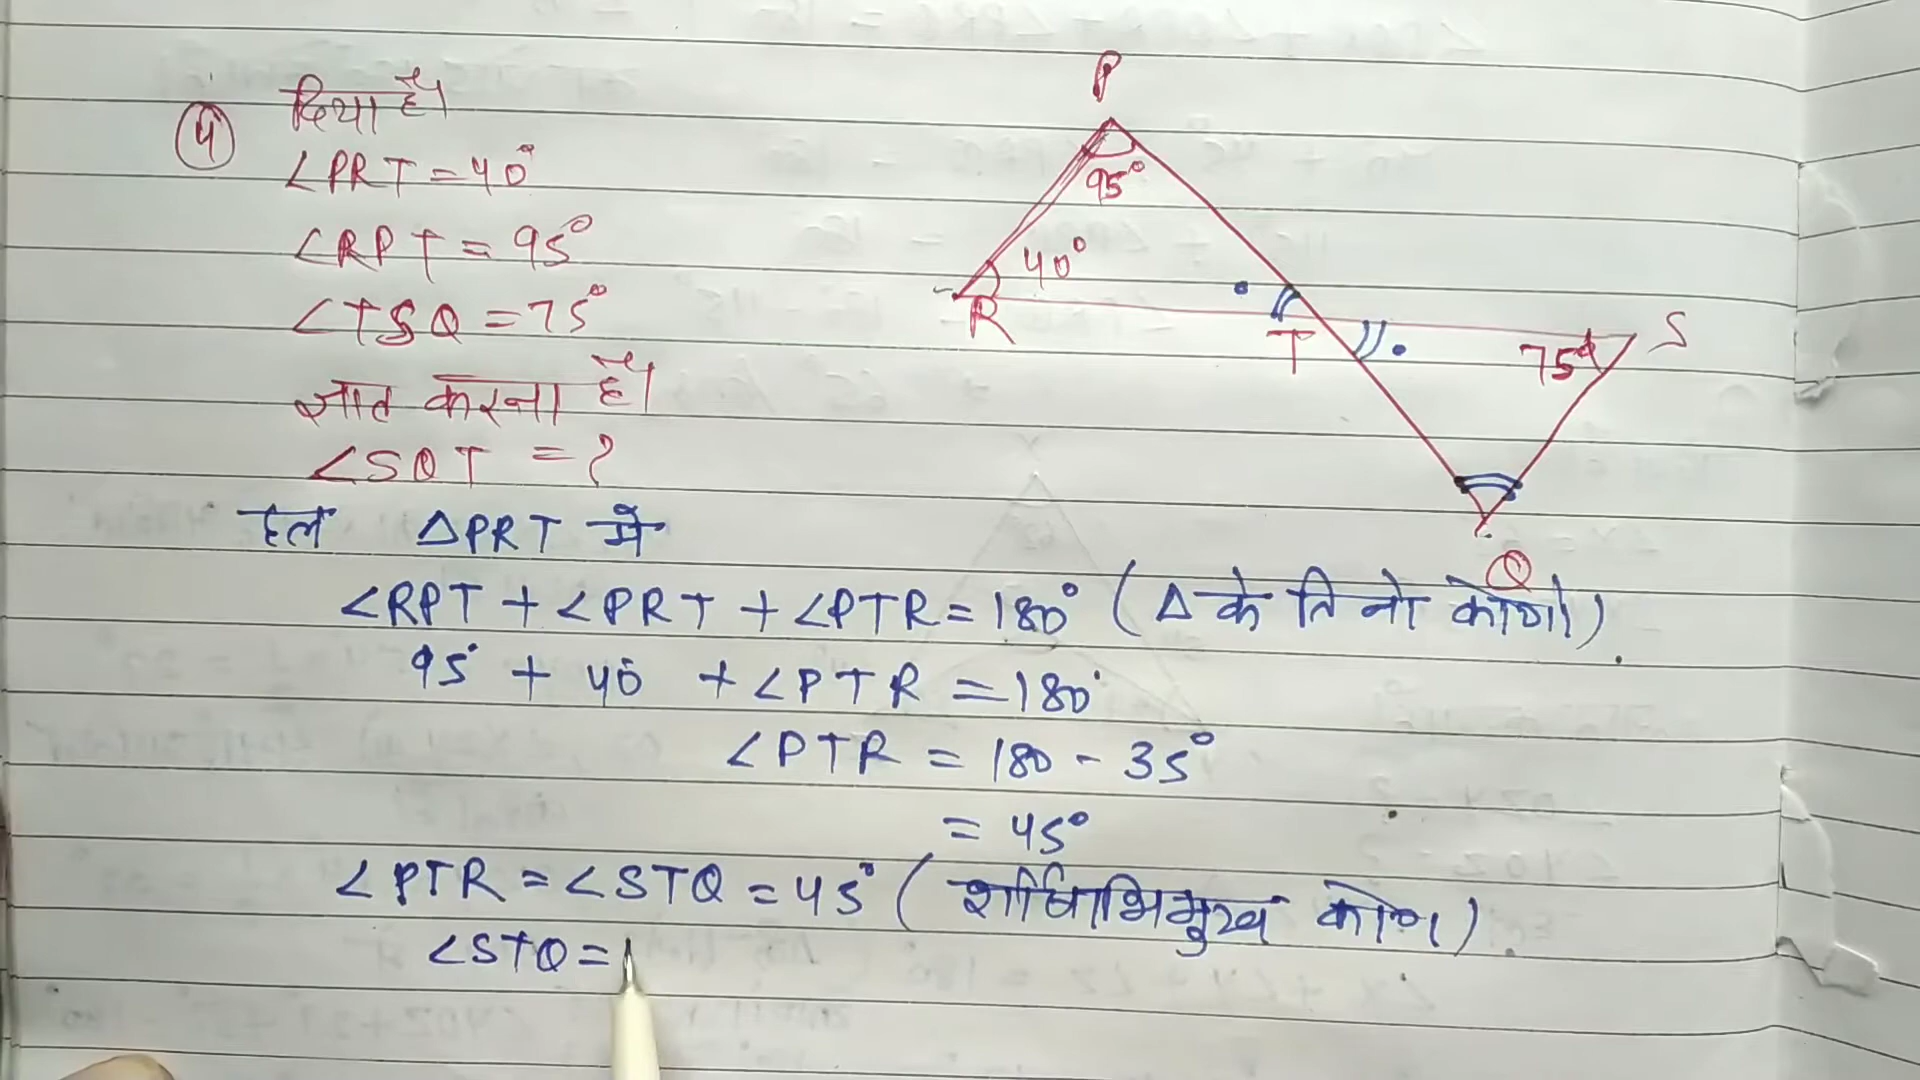 ④ दिया है।
∠PRT = 40°
∠RPT = 95°
∠TSQ = 75°
ज्ञात करना है।
∠SQT = ?
P
95°
40°
R
T
S
75°
Q
हल ΔPRT में
∠RPT + ∠PRT + ∠PTR = 180° (Δ के तिनो कोणो)
95° + 40° + ∠PTR = 180°
∠PTR = 180 - 35°
= 45°
∠PTR = ∠STQ = 45° (शीर्षाभिमुख कोण)
∠STQ =